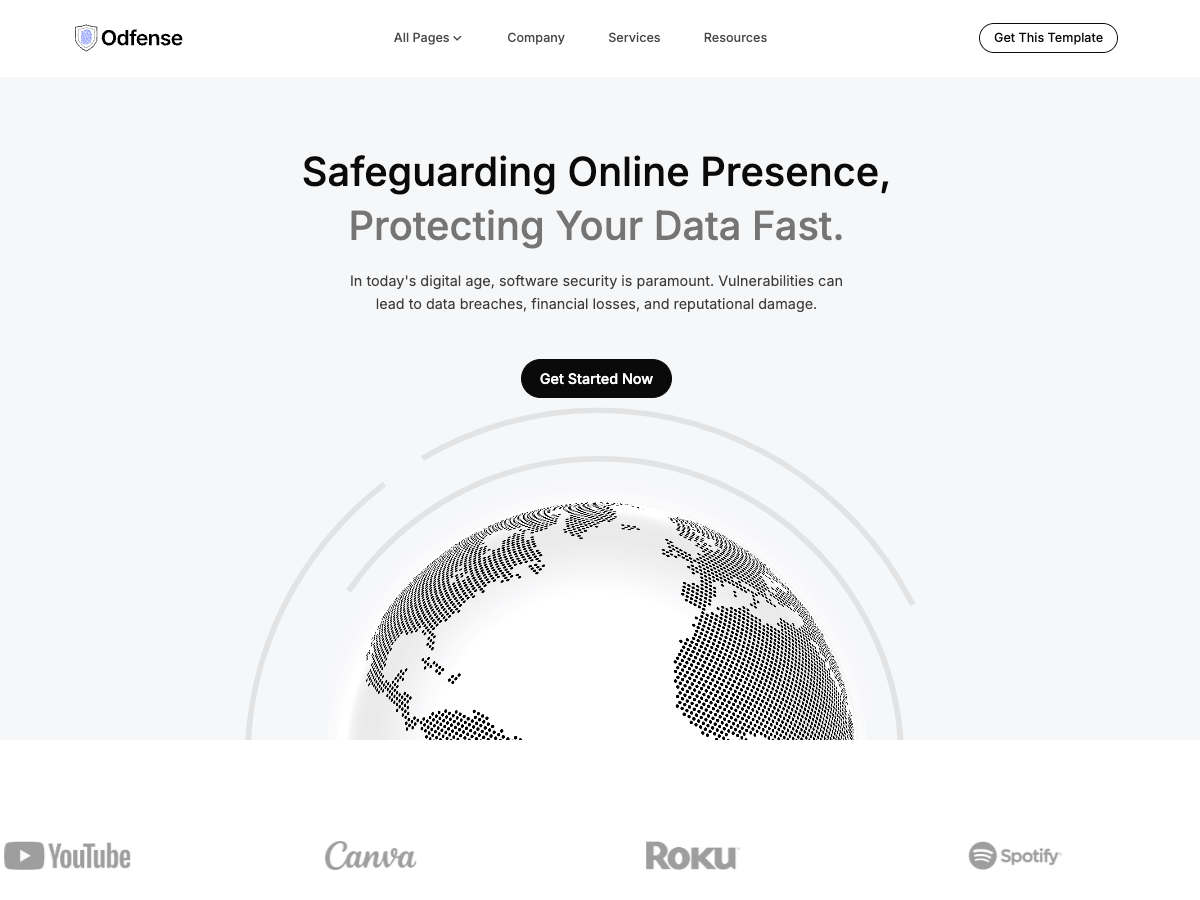 Odfense
All Pages
Company
Services
Resources
Get This Template
Safeguarding Online Presence,
Protecting Your Data Fast.
In today's digital age, software security is paramount. Vulnerabilities can
lead to data breaches, financial losses, and reputational damage.
Get Started Now
YouTube
Canva
Roku
Spotify